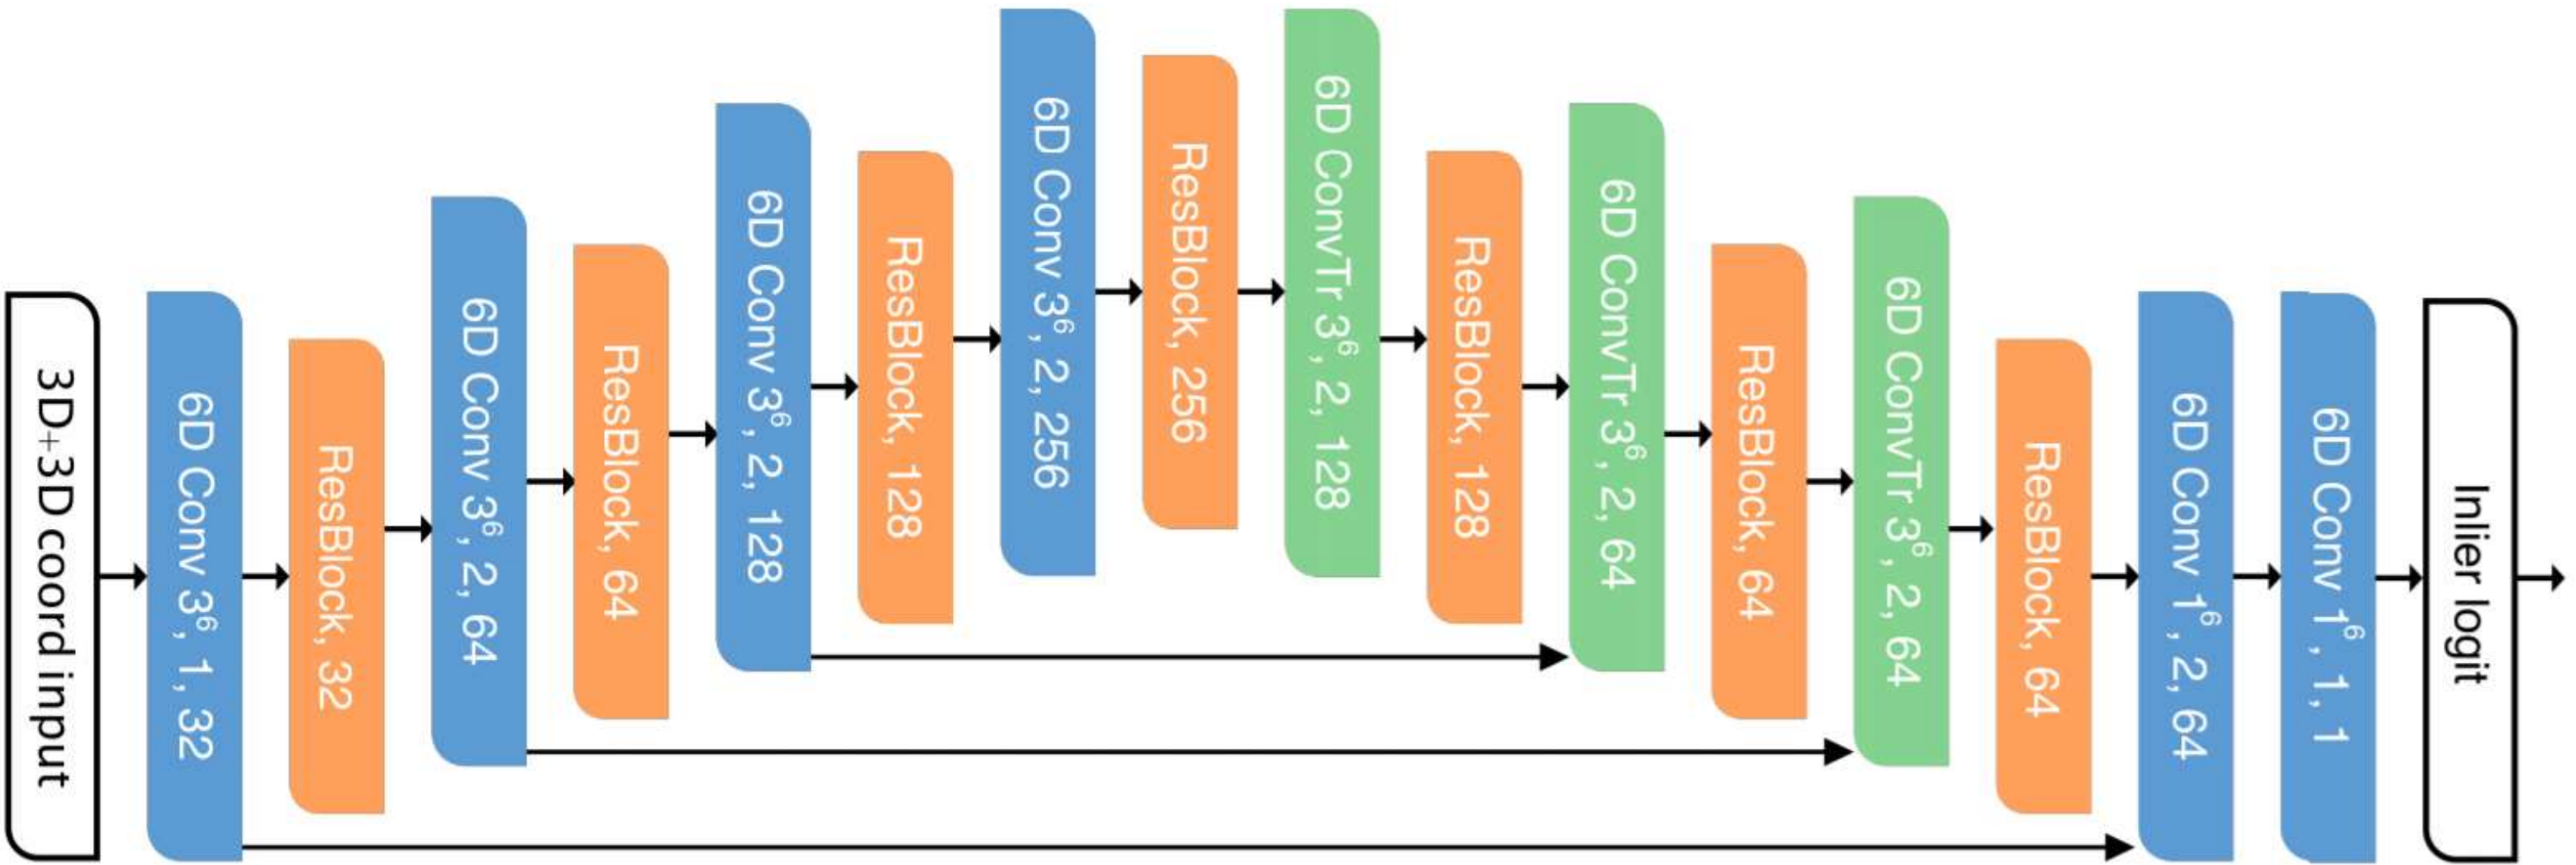 3D+3D coord input
6D Conv 3⁶, 1, 32
ResBlock, 32
6D Conv 3⁶, 2, 64
ResBlock, 64
6D Conv 3⁶, 2, 128
ResBlock, 128
6D Conv 3⁶, 2, 256
ResBlock, 256
6D ConvTr 3⁶, 2, 128
ResBlock, 128
6D ConvTr 3⁶, 2, 64
ResBlock, 64
6D ConvTr 3⁶, 2, 64
ResBlock, 64
6D Conv 1⁶, 2, 64
6D Conv 1⁶, 1, 1
Inlier logit